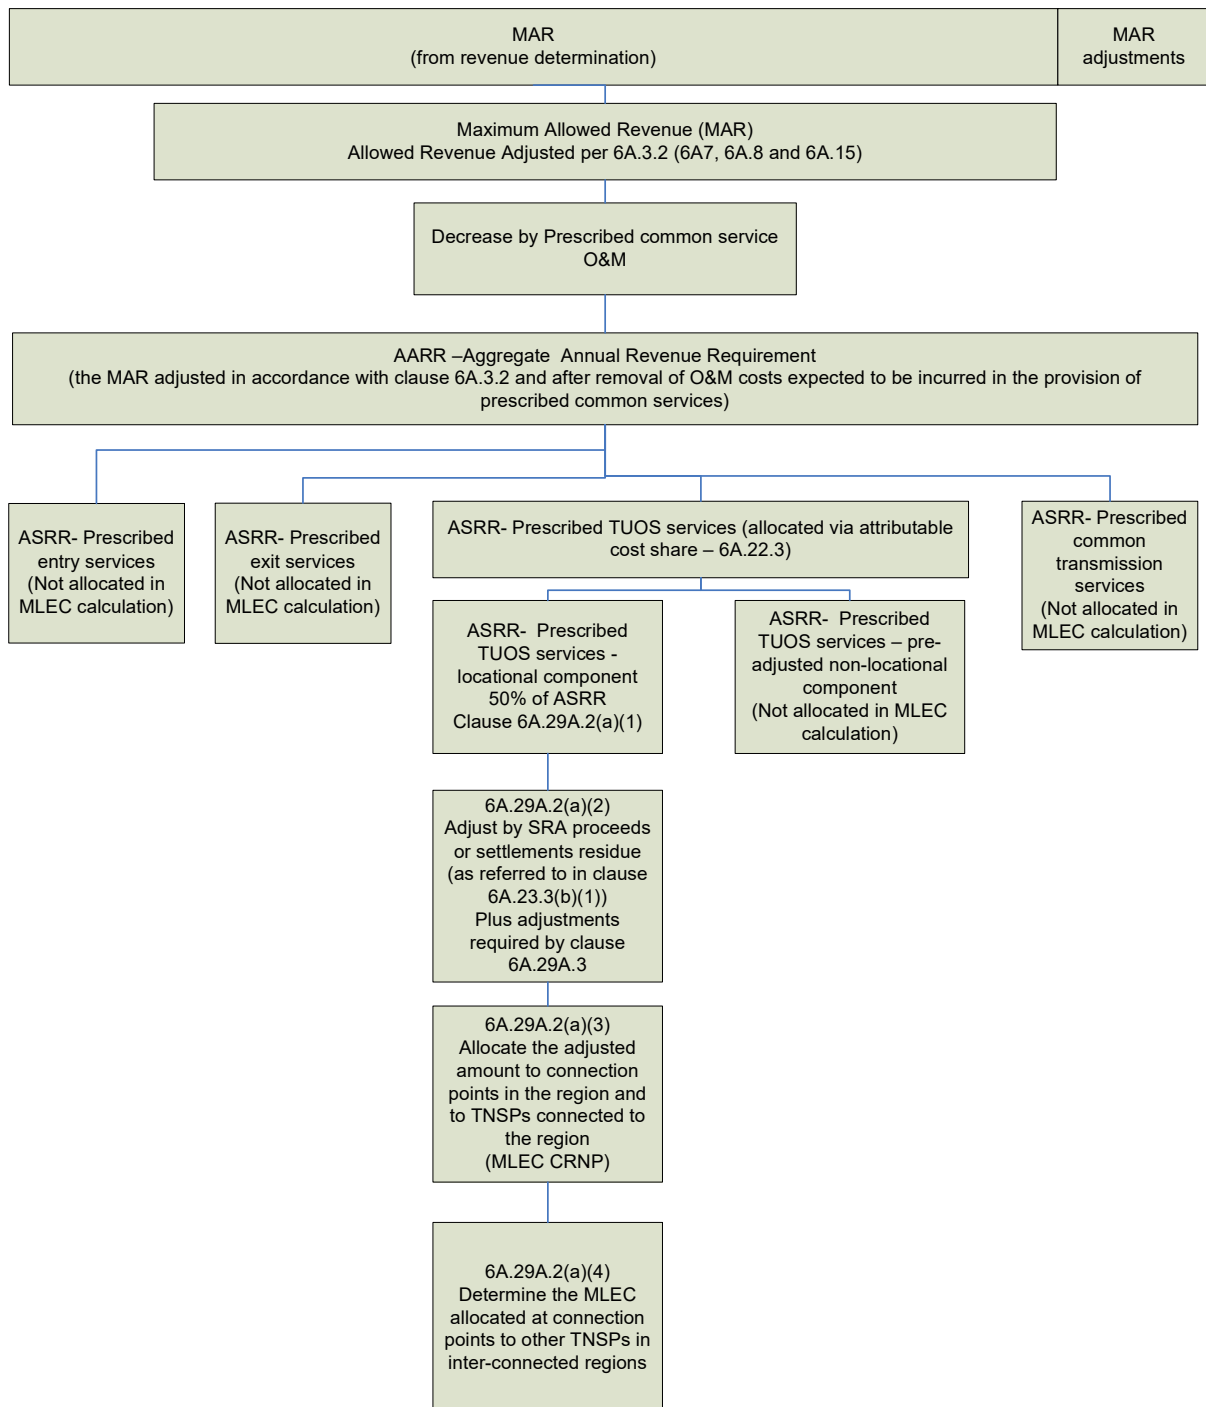 MAR
(from revenue determination)
MAR
adjustments
Maximum Allowed Revenue (MAR)
Allowed Revenue Adjusted per 6A.3.2 (6A7, 6A.8 and 6A.15)
Decrease by Prescribed common service
O&M
AARR –Aggregate Annual Revenue Requirement
(the MAR adjusted in accordance with clause 6A.3.2 and after removal of O&M costs expected to be incurred in the provision of
prescribed common services)
ASRR- Prescribed
entry services
(Not allocated in
MLEC calculation)
ASRR- Prescribed
exit services
(Not allocated in
MLEC calculation)
ASRR- Prescribed TUOS services (allocated via attributable
cost share – 6A.22.3)
ASRR- Prescribed
common
transmission
services
(Not allocated in
MLEC calculation)
ASRR- Prescribed
TUOS services -
locational component
50% of ASRR
Clause 6A.29A.2(a)(1)
ASRR- Prescribed
TUOS services – pre-
adjusted non-locational
component
(Not allocated in MLEC
calculation)
6A.29A.2(a)(2)
Adjust by SRA proceeds
or settlements residue
(as referred to in clause
6A.23.3(b)(1))
Plus adjustments
required by clause
6A.29A.3
6A.29A.2(a)(3)
Allocate the adjusted
amount to connection
points in the region and
to TNSPs connected to
the region
(MLEC CRNP)
6A.29A.2(a)(4)
Determine the MLEC
allocated at connection
points to other TNSPs in
inter-connected regions